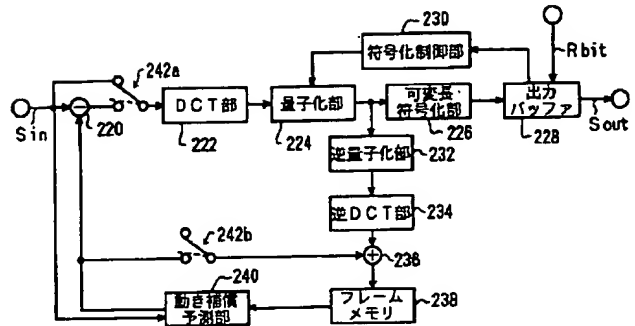 230
符号化制御部
Rbit
242a
DCT部
量子化部
可変長
符号化部
出力
バッファ
Sin
220
222
224
226
228
Sout
逆量子化部
232
逆DCT部
234
242b
236
240
動き補償
予測部
フレーム
メモリ
238